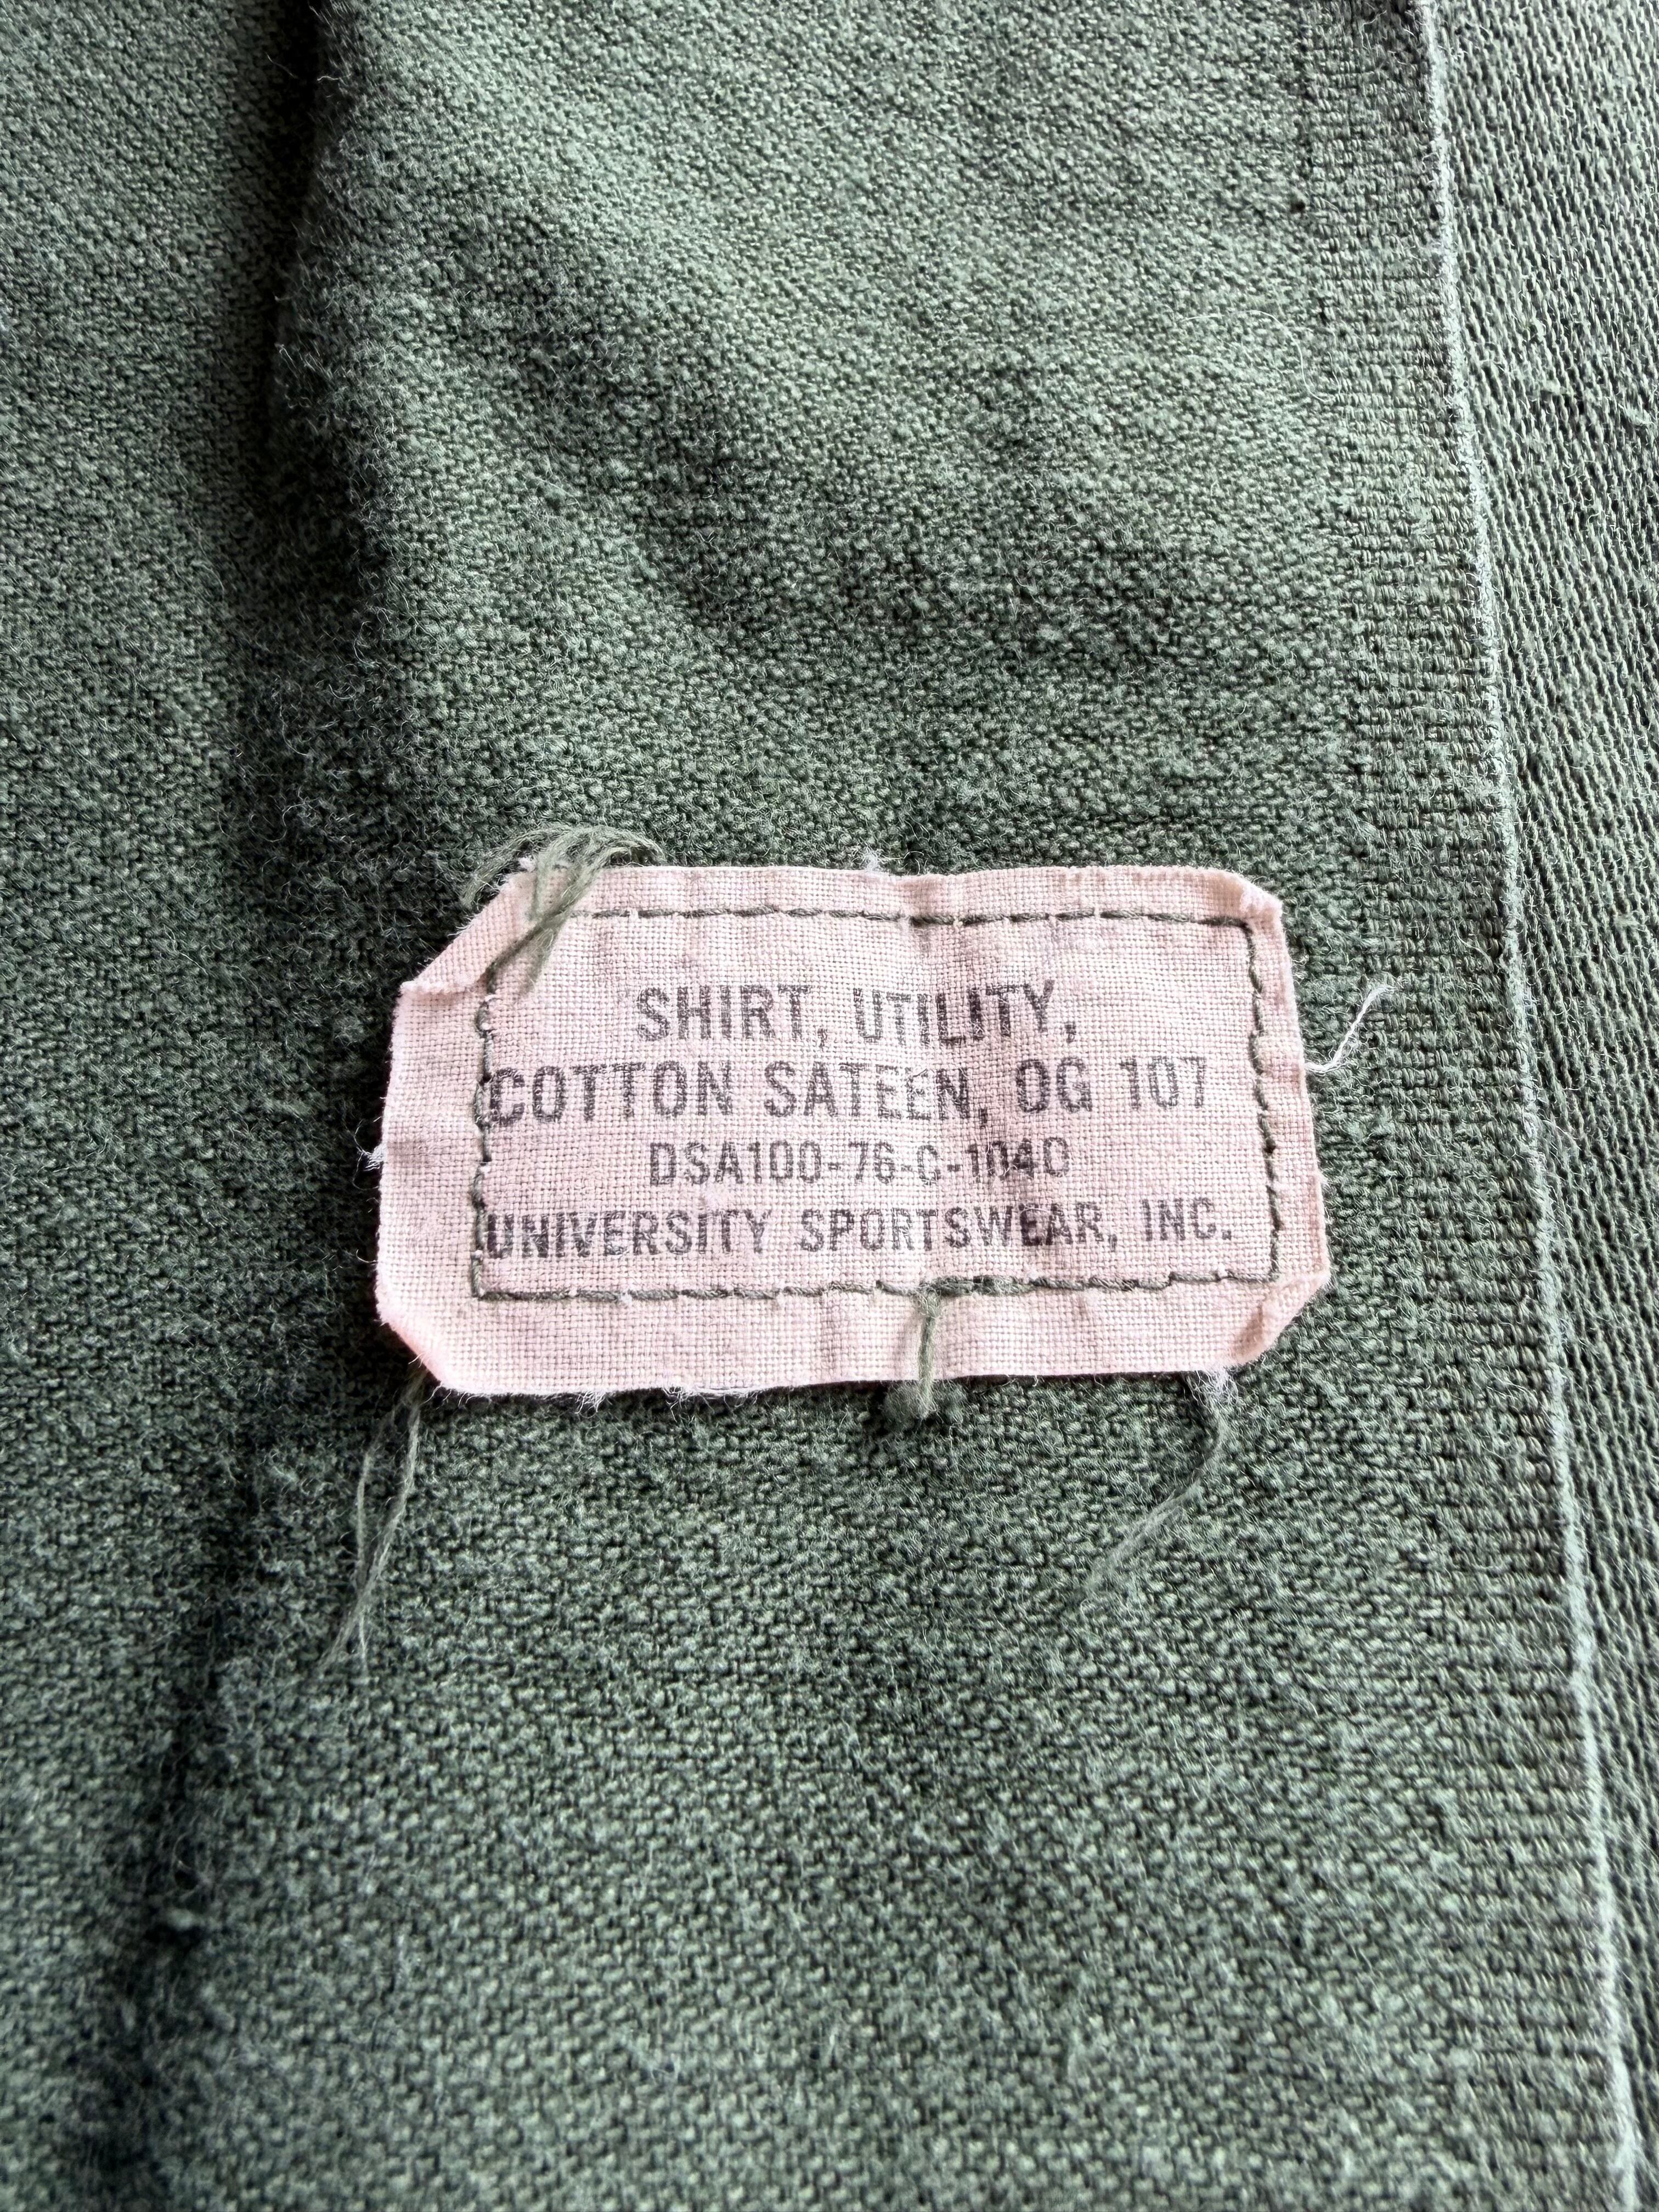 SHIRT, UTILITY,
COTTON SATEEN, OG 107
DSA100-76-C-1040
UNIVERSITY SPORTSWEAR, INC.